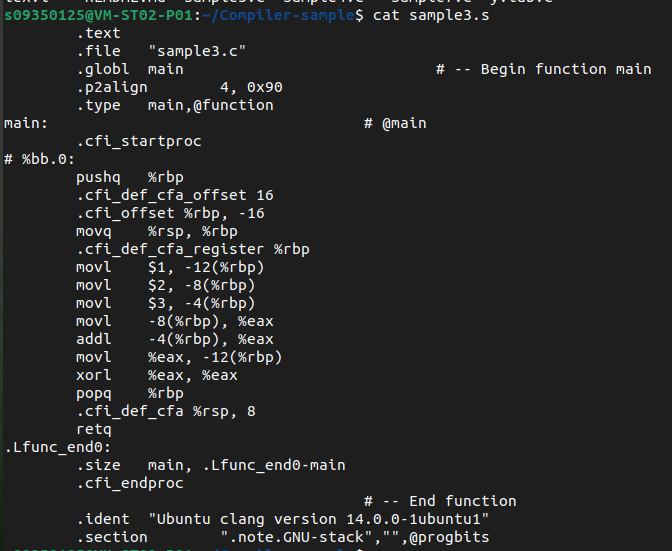 s09350125@VM-ST02-P01:~/Compiler-sample$ cat sample3.s
.text
.file "sample3.c"
.globl main # -- Begin function main
.p2align 4, 0x90
.type main,@function
main: # @main
.cfi_startproc
# %bb.0:
pushq %rbp
.cfi_def_cfa_offset 16
.cfi_offset %rbp, -16
movq %rsp, %rbp
.cfi_def_cfa_register %rbp
movl $1, -12(%rbp)
movl $2, -8(%rbp)
movl $3, -4(%rbp)
movl -8(%rbp), %eax
addl -4(%rbp), %eax
movl %eax, -12(%rbp)
xorl %eax, %eax
popq %rbp
.cfi_def_cfa %rsp, 8
retq
.Lfunc_end0:
.size main, .Lfunc_end0-main
.cfi_endproc
# -- End function
.ident "Ubuntu clang version 14.0.0-1ubuntu1"
.section ".note.GNU-stack","",@progbits